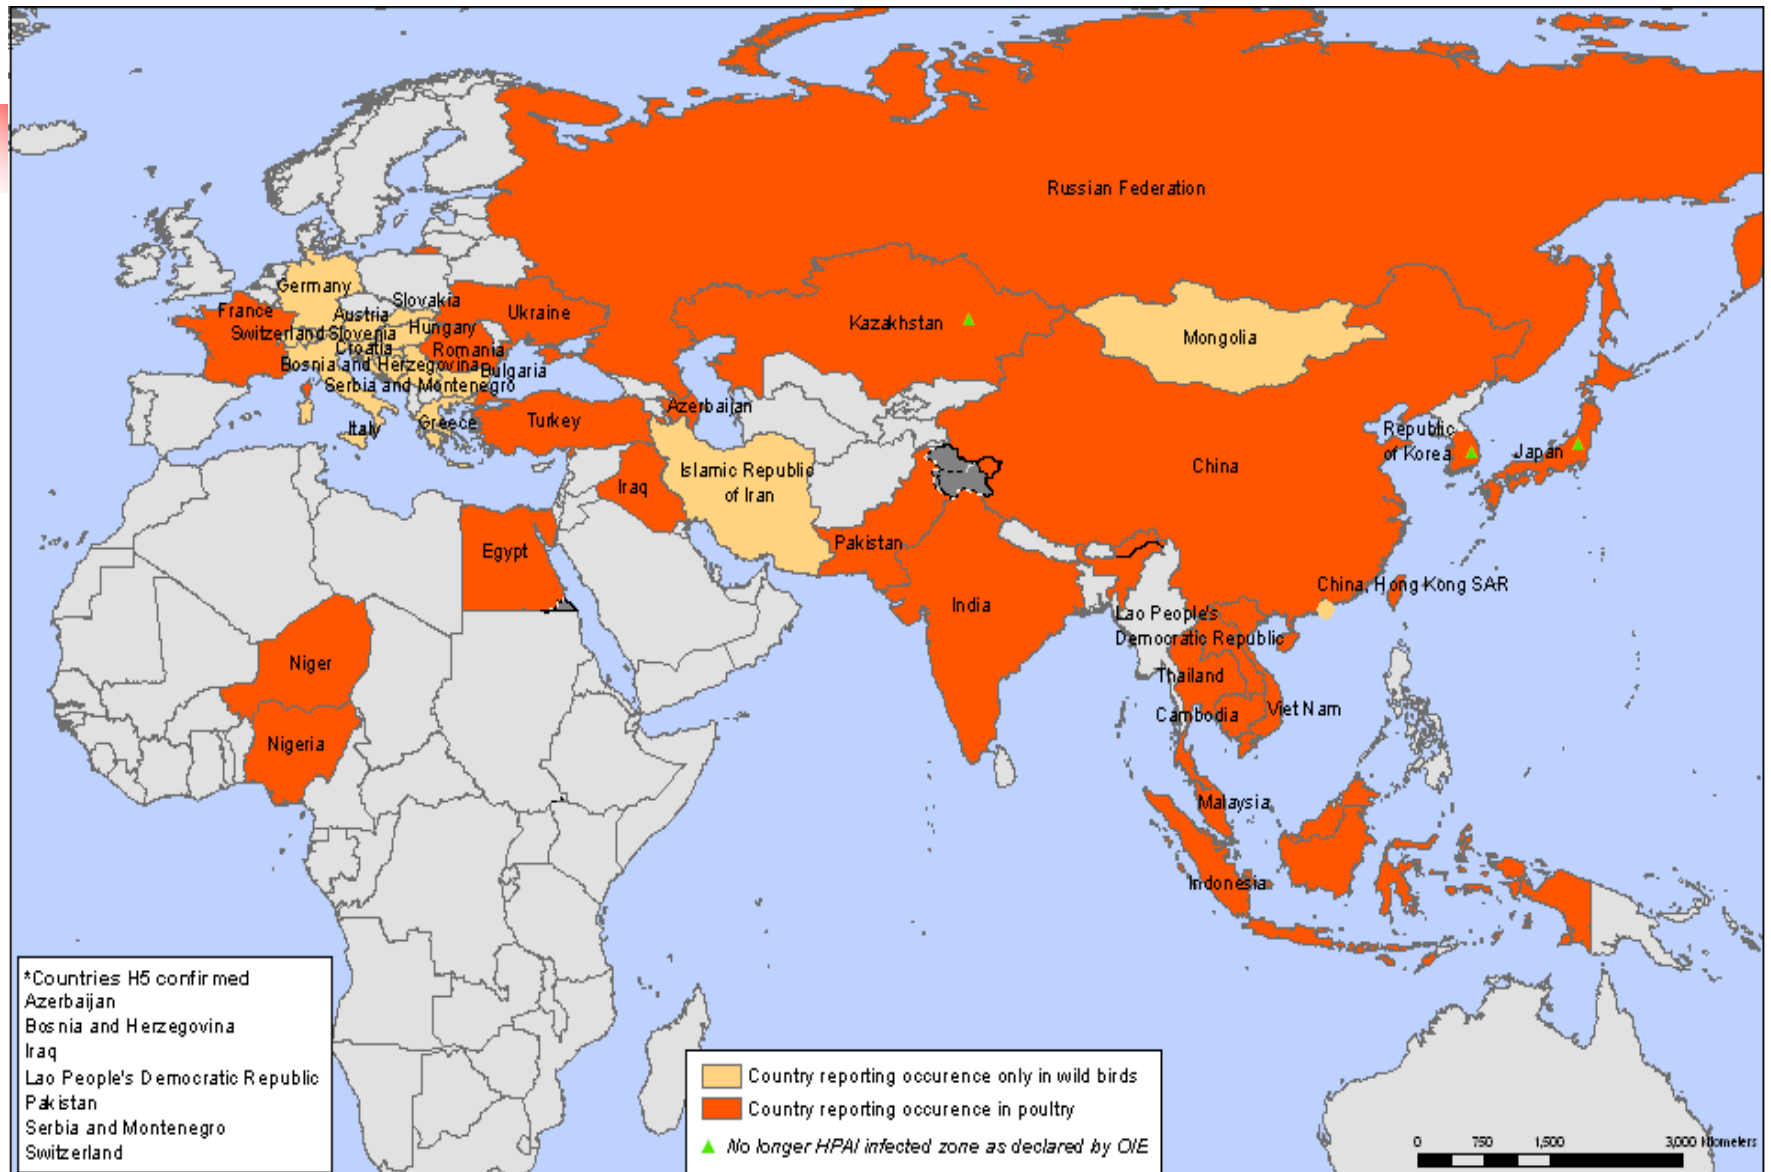 Russian Federation
Germany
Slovakia
France
Austria
Ukraine
Hungary
Switzerland
Slovenia
Kazakhstan
Mongolia
Croatia
Romania
Bosnia and Herzegovina
Bulgaria
Serbia and Montenegro
Azerbaijan
Turkey
Greece
Italy
Republic
of Korea
Japan
China
Islamic Republic
of Iran
Iraq
Pakistan
Egypt
China, Hong Kong SAR
India
Lao People's
Democratic Republic
Niger
Thailand
Viet Nam
Cambodia
Nigeria
Malaysia
Indonesia
*Countries H5 confirmed
Azerbaijan
Bosnia and Herzegovina
Iraq
Lao People's Democratic Republic
Pakistan
Serbia and Montenegro
Switzerland
Country reporting occurence only in wild birds
Country reporting occurence in poultry
No longer HPAI infected zone as declared by OIE
0 750 1,500 3,000 Kilometers